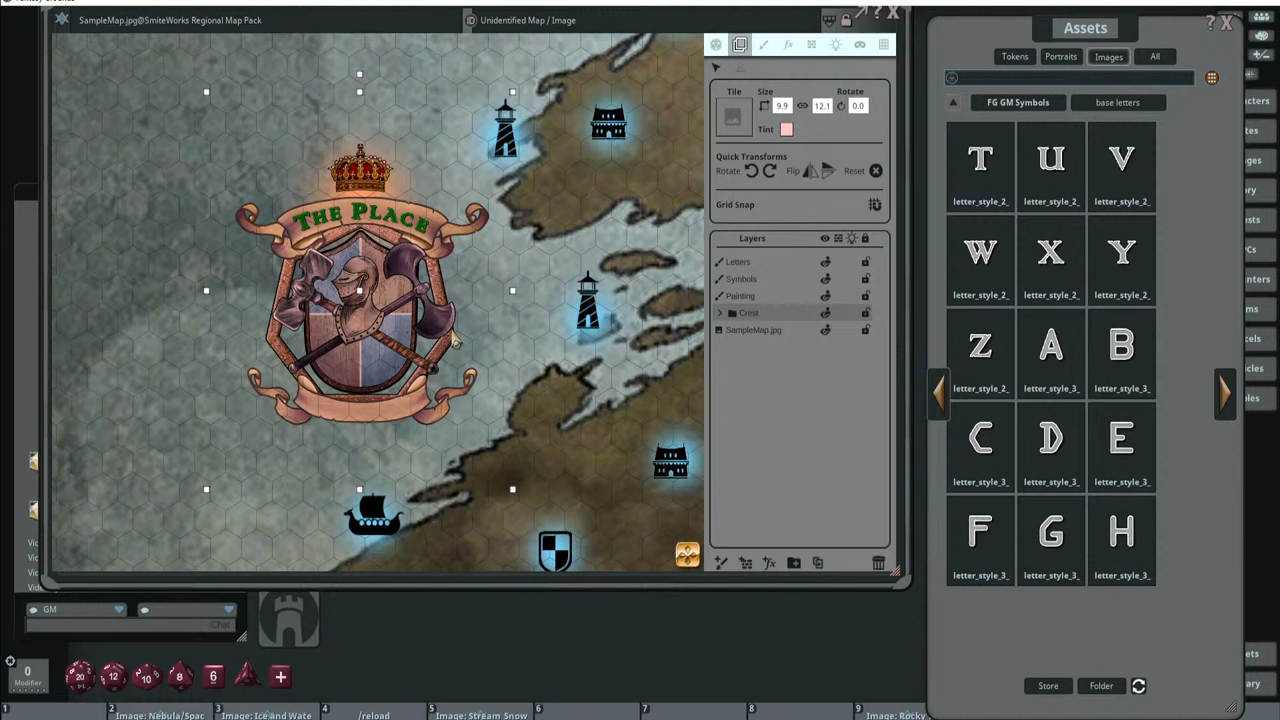 SampleMap.jpg@SmiteWorks Regional Map Pack
ID Unidentified Map / Image
Assets
Tokens Portraits Images All
FG GM Symbols base letters
T U V
letter_style_2_ letter_style_2_ letter_style_2_
W X Y
letter_style_2_ letter_style_2_ letter_style_2_
Z A B
letter_style_2_ letter_style_3_ letter_style_3_
C D E
letter_style_3_ letter_style_3_ letter_style_3_
F G H
letter_style_3_ letter_style_3_ letter_style_3_
Store Folder
Tile Size Rotate
9.9 12.1 0.0
Tint
Quick Transforms
Rotate Flip Reset
Grid Snap
Layers
Letters
Symbols
Painting
Crest
SampleMap.jpg
fx
fx
THE PLACE
GM
Chat
0
Modifier
20 12 10 8 6
1 2 3 4 5 6 7 8 9
Image: Nebula/Spac Image: Ice and Wate /reload Image: Stream Snow Image: Rocky